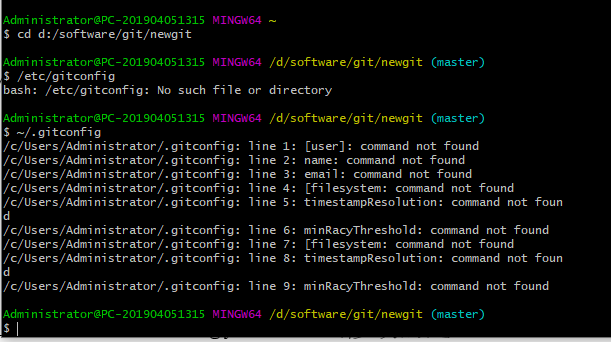 Administrator@PC-201904051315 MINGW64 ~
$ cd d:/software/git/newgit
Administrator@PC-201904051315 MINGW64 /d/software/git/newgit (master)
$ /etc/gitconfig
bash: /etc/gitconfig: No such file or directory
Administrator@PC-201904051315 MINGW64 /d/software/git/newgit (master)
$ ~/.gitconfig
/c/Users/Administrator/.gitconfig: line 1: [user]: command not found
/c/Users/Administrator/.gitconfig: line 2: name: command not found
/c/Users/Administrator/.gitconfig: line 3: email: command not found
/c/Users/Administrator/.gitconfig: line 4: [filesystem: command not found
/c/Users/Administrator/.gitconfig: line 5: timestampResolution: command not foun
d
/c/Users/Administrator/.gitconfig: line 6: minRacyThreshold: command not found
/c/Users/Administrator/.gitconfig: line 7: [filesystem: command not found
/c/Users/Administrator/.gitconfig: line 8: timestampResolution: command not foun
d
/c/Users/Administrator/.gitconfig: line 9: minRacyThreshold: command not found
Administrator@PC-201904051315 MINGW64 /d/software/git/newgit (master)
$